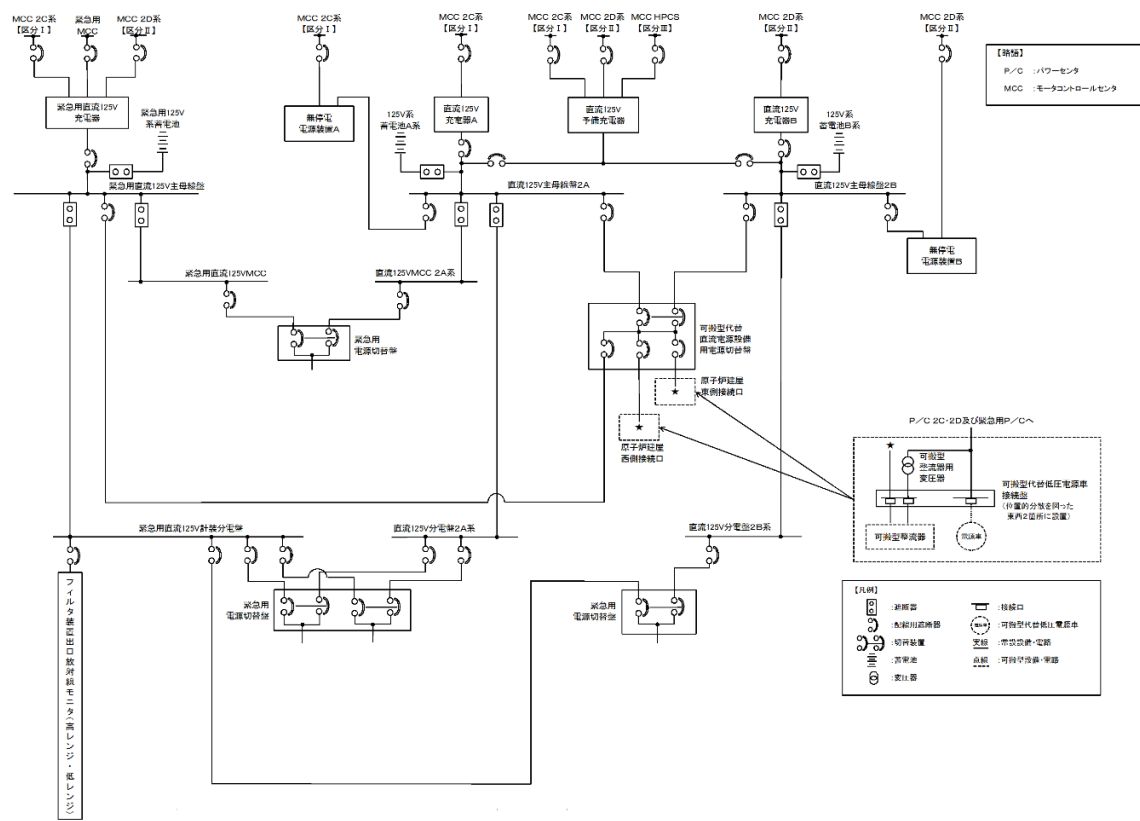 MCC 2C系
【区分Ⅰ】
緊急用
MCC
MCC 2D系
【区分Ⅱ】
MCC 2C系
【区分Ⅰ】
MCC 2C系
【区分Ⅰ】
MCC 2C系
【区分Ⅰ】
MCC 2D系
【区分Ⅱ】
MCC HPCS
【区分Ⅲ】
MCC 2D系
【区分Ⅱ】
MCC 2D系
【区分Ⅱ】
【略語】
P／C ：パワーセンタ
MCC ：モータコントロールセンタ
緊急用直流125V
充電器
緊急用125V
系蓄電池
無停電
電源装置A
125V系
蓄電池A系
直流125V
充電器A
直流125V
予備充電器
直流125V
充電器B
125V系
蓄電池B系
緊急用直流125V主母線盤
直流125V主母線盤2A
直流125V主母線盤2B
無停電
電源装置B
緊急用直流125VMCC
直流125VMCC 2A系
緊急用
電源切替盤
可搬型代替
直流電源設備
用電源切替盤
原子炉建屋
東側接続口
★
★
原子炉建屋
西側接続口
P／C 2C・2D及び緊急用P／Cへ
★
可搬型
整流器用
変圧器
可搬型代替低圧電源車
接続盤
（位置的分散を図った
東西2箇所に設置）
可搬型整流器
電源車
緊急用直流125V計装分電盤
直流125V分電盤2A系
直流125V分電盤2B系
緊急用
電源切替盤
緊急用
電源切替盤
フィルタ装置出口放射線モニタ（高レンジ・低レンジ）
【凡例】
：遮断器
：配線用遮断器
：切替装置
：蓄電池
：変圧器
：接続口
電源車 ：可搬型代替低圧電源車
実線 ：常設設備・電路
点線 ：可搬型設備・電路